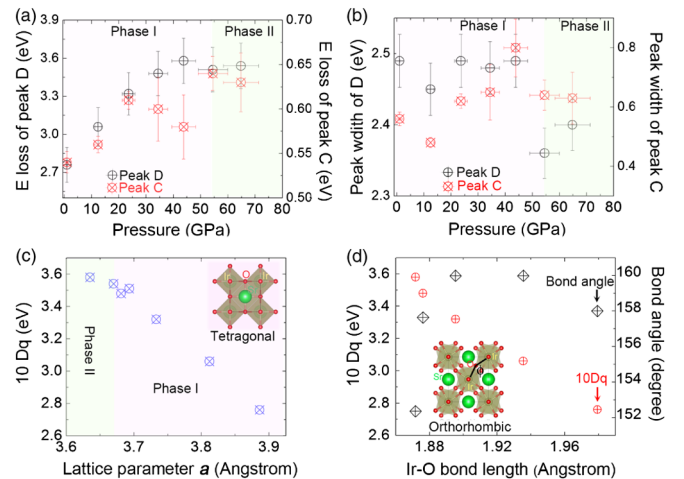 (a)
Phase I
Phase II
E loss of peak D (eV)
3.9
3.6
3.3
3.0
2.7
0.70
0.65
0.60
0.55
0.50
E loss of peak C (eV)
Peak D
Peak C
0 10 20 30 40 50 60 70 80
Pressure (GPa)
(b)
Phase I
Phase II
Peak wdith of D (eV)
2.5
2.4
2.3
0.8
0.6
0.4
Peak width of peak C
Peak D
Peak C
0 10 20 30 40 50 60 70 80
Pressure (GPa)
(c)
10 Dq (eV)
3.6
3.4
3.2
3.0
2.8
2.6
Phase II
Phase I
O
Tetragonal
3.6 3.7 3.8 3.9
Lattice parameter a (Angstrom)
(d)
10 Dq (eV)
3.6
3.4
3.2
3.0
2.8
2.6
160
158
156
154
152
Bond angle (degree)
Bond angle
10Dq
φ
Orthorhombic
1.88 1.92 1.96
Ir-O bond length (Angstrom)